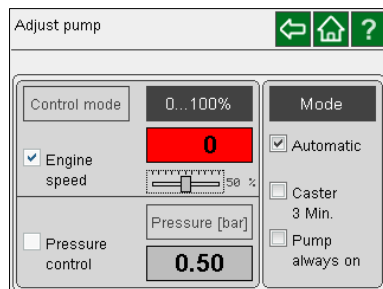 Adjust pump
?
Control mode
0...100%
Mode
0
Automatic
Engine
speed
50 %
Caster
3 Min.
Pressure [bar]
Pump
always on
Pressure
control
0.50